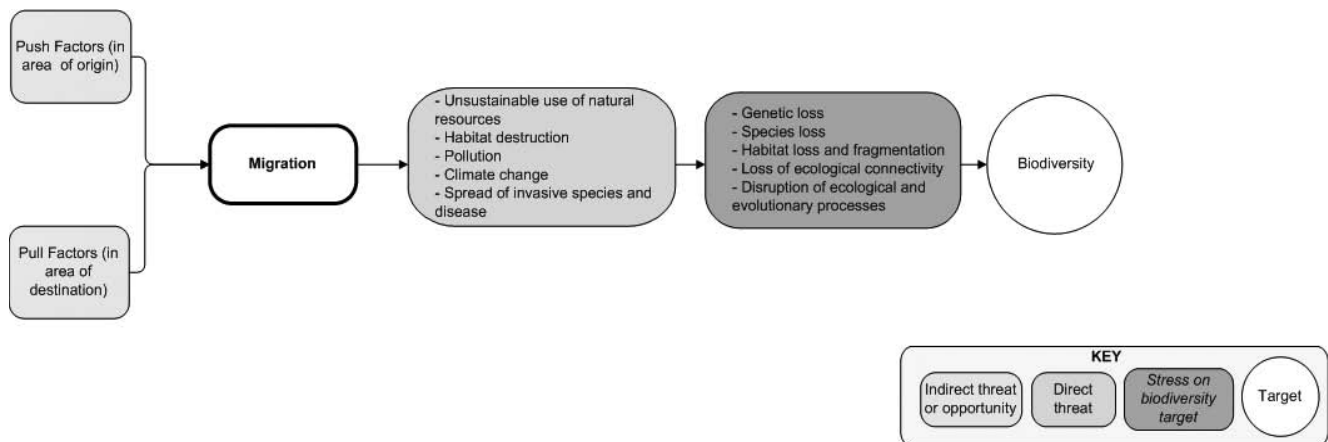 Push Factors (in
area of origin)
Pull Factors (in
area of
destination)
Migration
- Unsustainable use of natural
resources
- Habitat destruction
- Pollution
- Climate change
- Spread of invasive species and
disease
- Genetic loss
- Species loss
- Habitat loss and fragmentation
- Loss of ecological connectivity
- Disruption of ecological and
evolutionary processes
Biodiversity
KEY
Indirect threat
or opportunity
Direct
threat
Stress on
biodiversity
target
Target